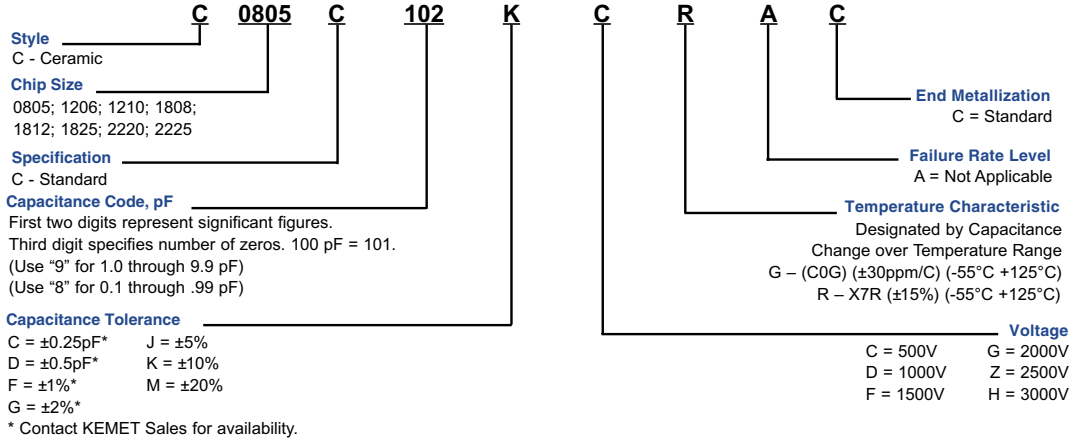 C 0805 C 102 K C R A C
Style
C - Ceramic
Chip Size
0805; 1206; 1210; 1808;
1812; 1825; 2220; 2225
Specification
C - Standard
Capacitance Code, pF
First two digits represent significant figures.
Third digit specifies number of zeros. 100 pF = 101.
(Use “9” for 1.0 through 9.9 pF)
(Use “8” for 0.1 through .99 pF)
Capacitance Tolerance
C = ±0.25pF* J = ±5%
D = ±0.5pF* K = ±10%
F = ±1%* M = ±20%
G = ±2%*
* Contact KEMET Sales for availability.
End Metallization
C = Standard
Failure Rate Level
A = Not Applicable
Temperature Characteristic
Designated by Capacitance
Change over Temperature Range
G – (C0G) (±30ppm/C) (-55°C +125°C)
R – X7R (±15%) (-55°C +125°C)
Voltage
C = 500V G = 2000V
D = 1000V Z = 2500V
F = 1500V H = 3000V